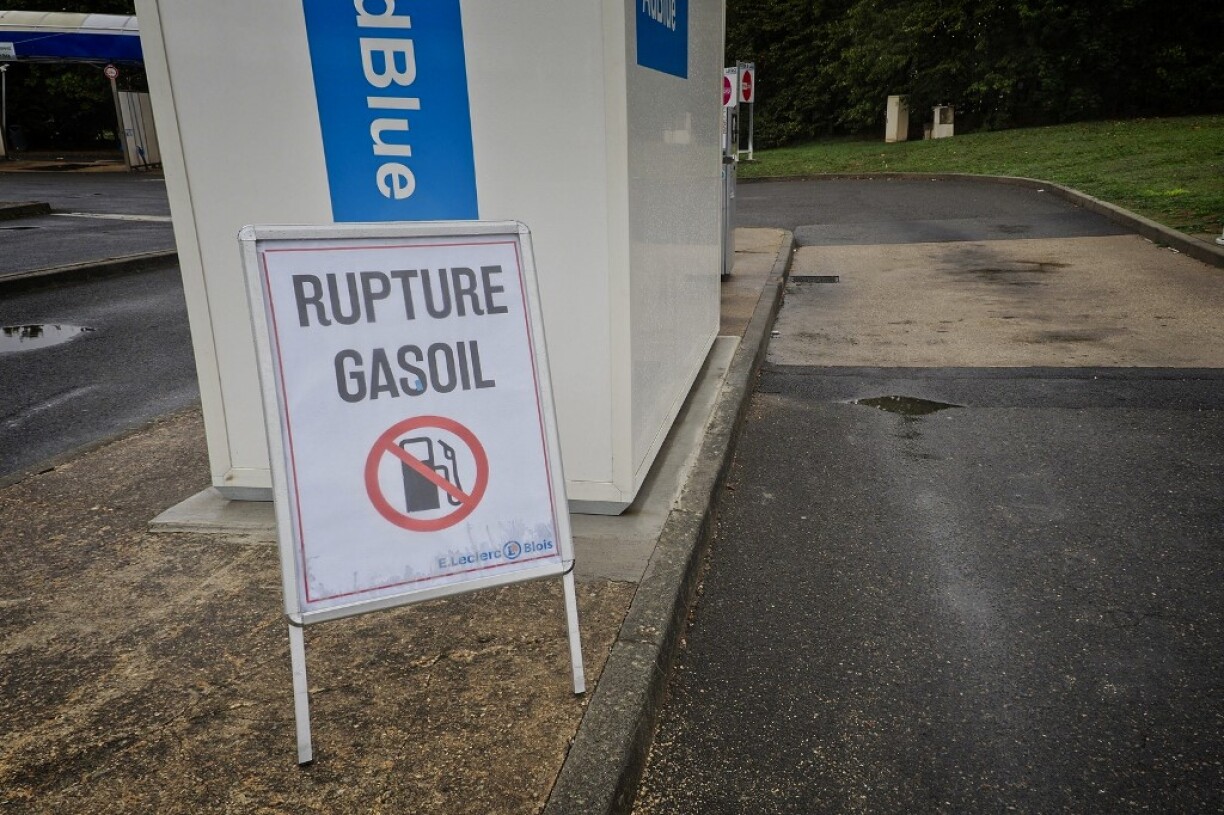 dBlue
AdBlue
RUPTURE
GASOIL
E.Leclerc L Blois